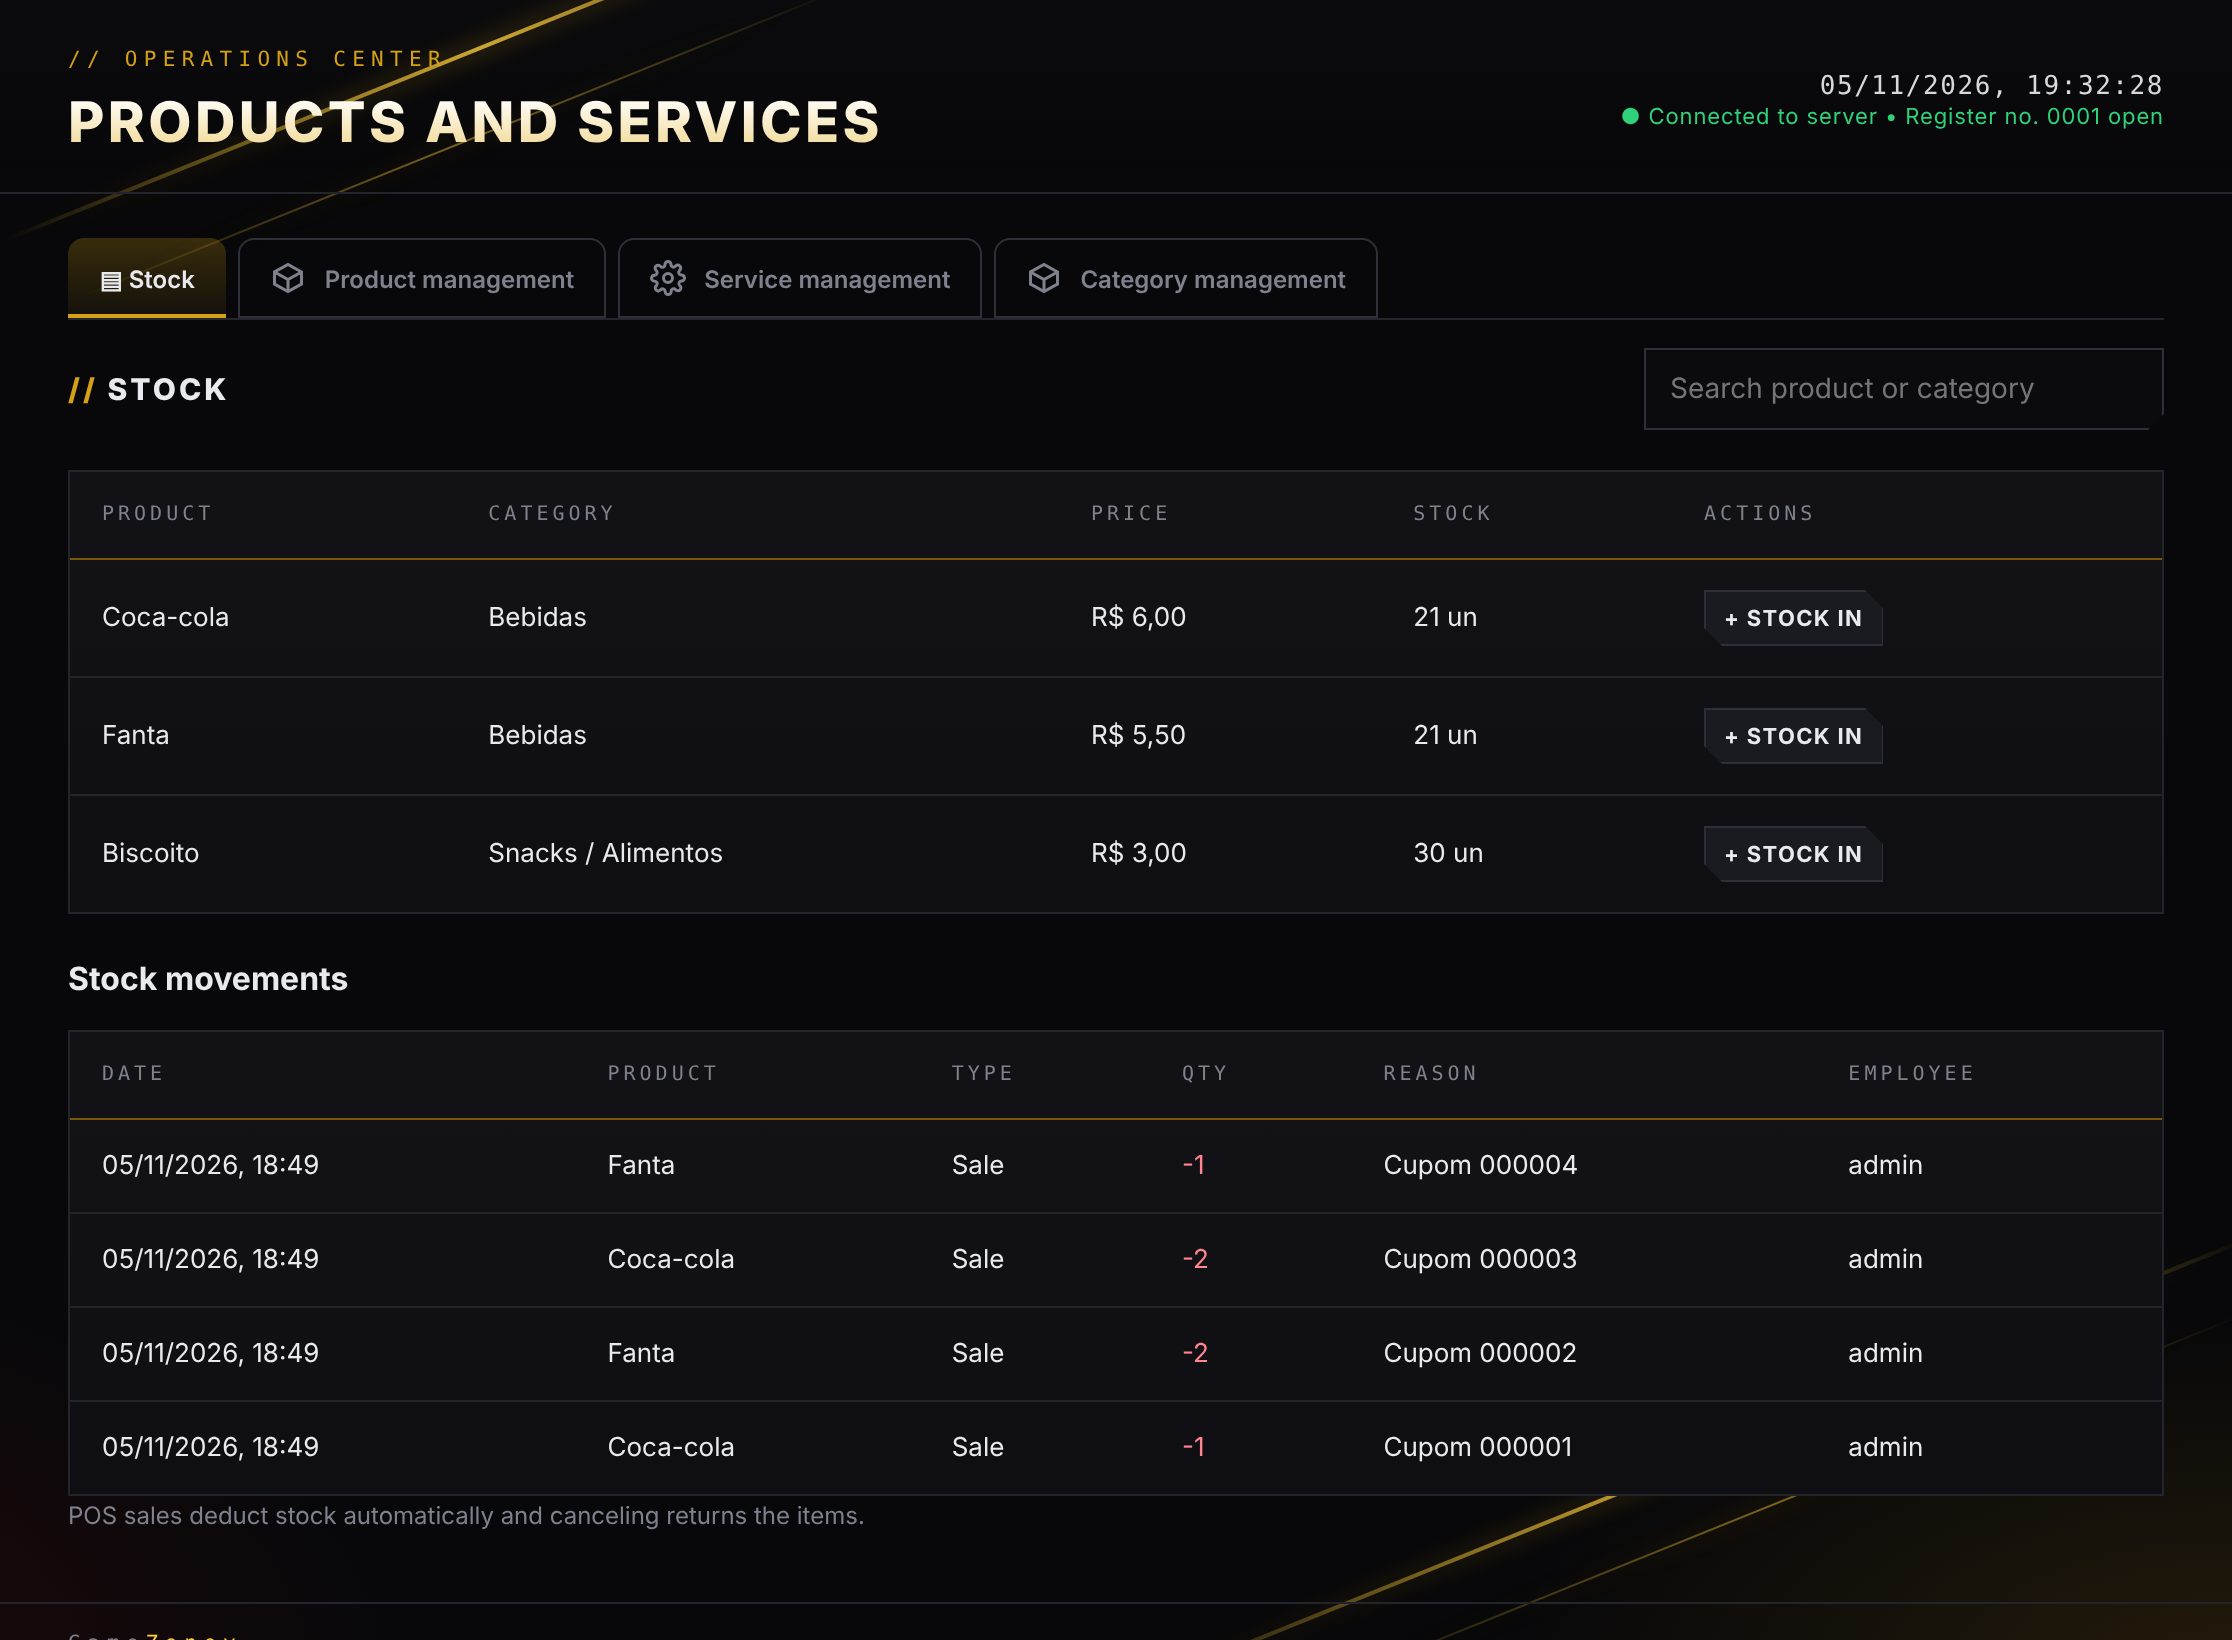 // OPERATIONS CENTER
PRODUCTS AND SERVICES
05/11/2026, 19:32:28
Connected to server • Register no. 0001 open
Stock
Product management
Service management
Category management
// STOCK
Search product or category
PRODUCT CATEGORY PRICE STOCK ACTIONS
Coca-cola Bebidas R$ 6,00 21 un + STOCK IN
Fanta Bebidas R$ 5,50 21 un + STOCK IN
Biscoito Snacks / Alimentos R$ 3,00 30 un + STOCK IN
Stock movements
DATE PRODUCT TYPE QTY REASON EMPLOYEE
05/11/2026, 18:49 Fanta Sale -1 Cupom 000004 admin
05/11/2026, 18:49 Coca-cola Sale -2 Cupom 000003 admin
05/11/2026, 18:49 Fanta Sale -2 Cupom 000002 admin
05/11/2026, 18:49 Coca-cola Sale -1 Cupom 000001 admin
POS sales deduct stock automatically and canceling returns the items.